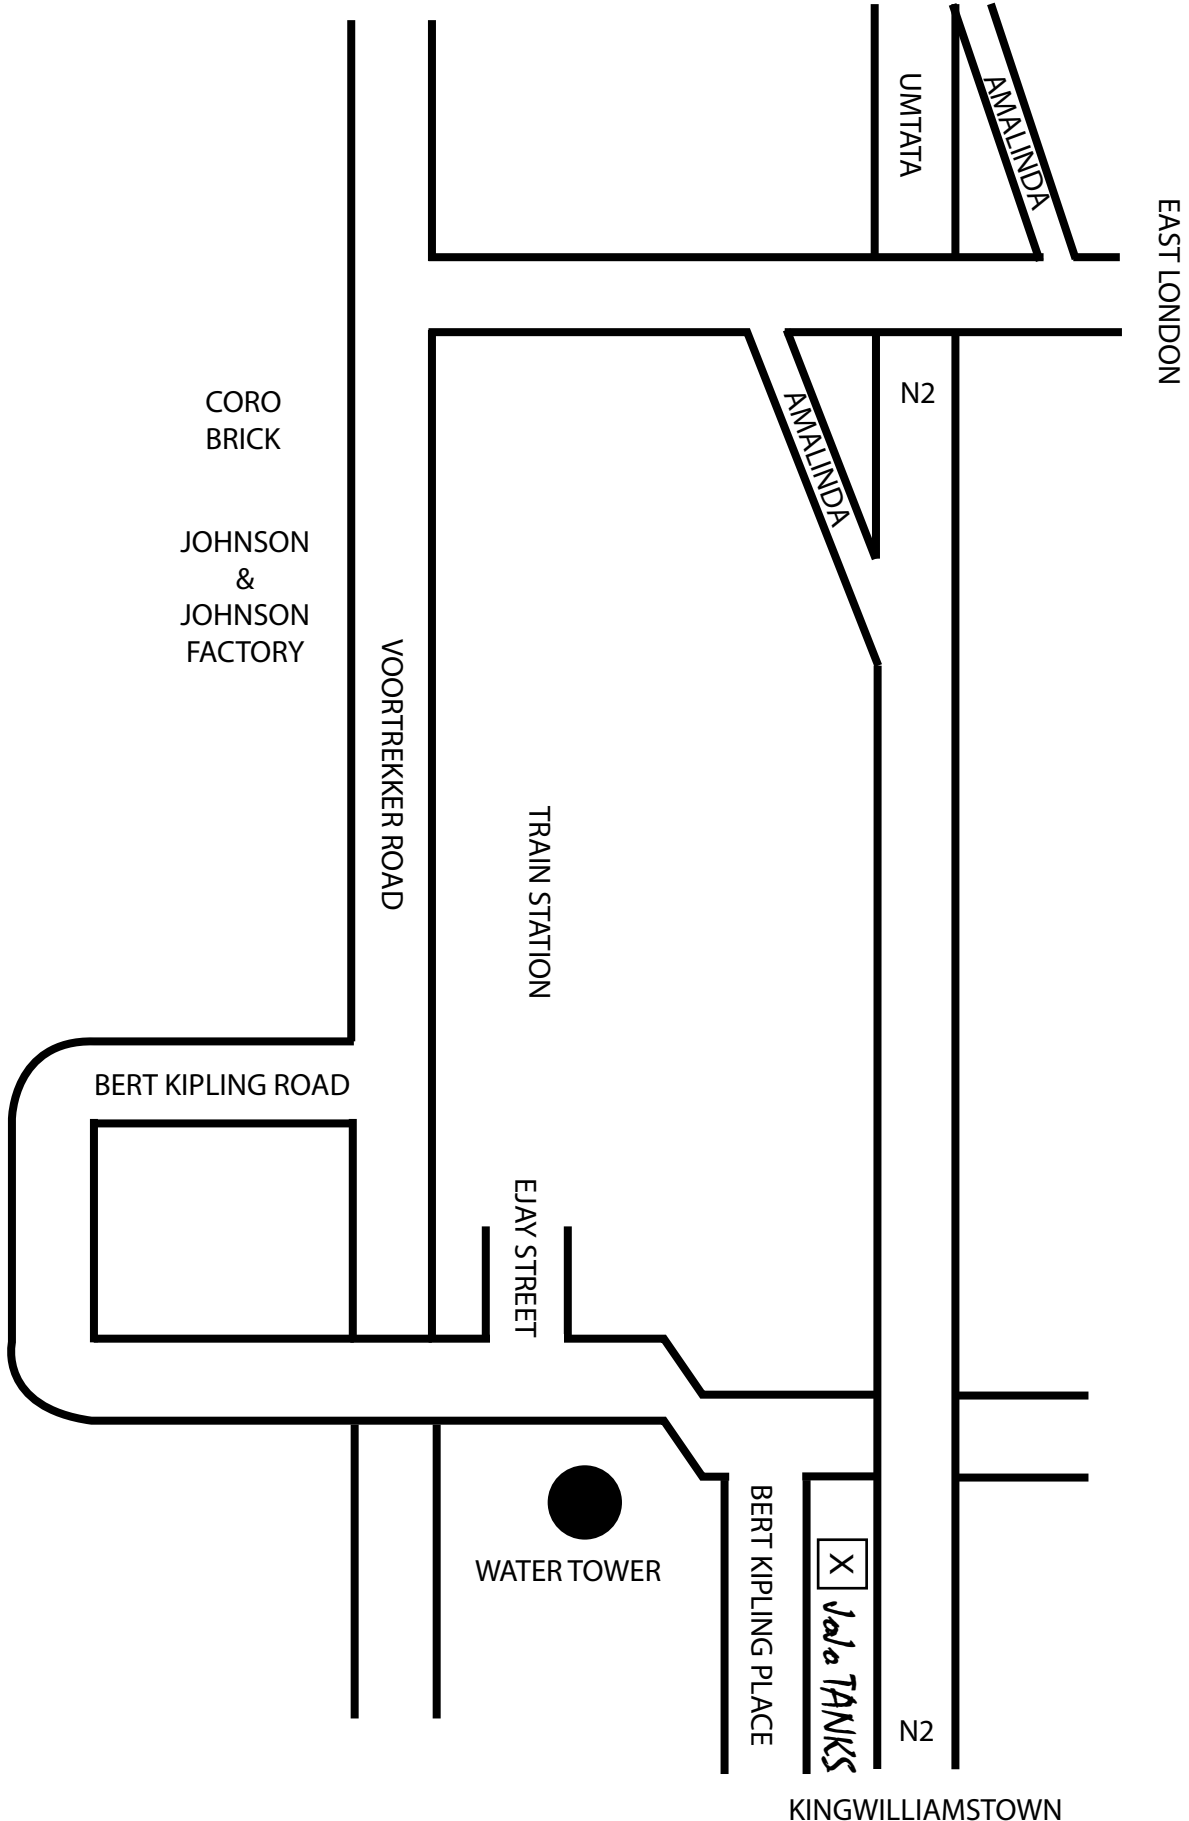 UMTATA
AMALINDA
EAST LONDON
N2
CORO
BRICK
AMALINDA
JOHNSON
&
JOHNSON
FACTORY
VOORTREKKER ROAD
TRAIN STATION
BERT KIPLING ROAD
EJAY STREET
WATER TOWER
BERT KIPLING PLACE
X JoJo TANKS
N2
KINGWILLIAMSTOWN